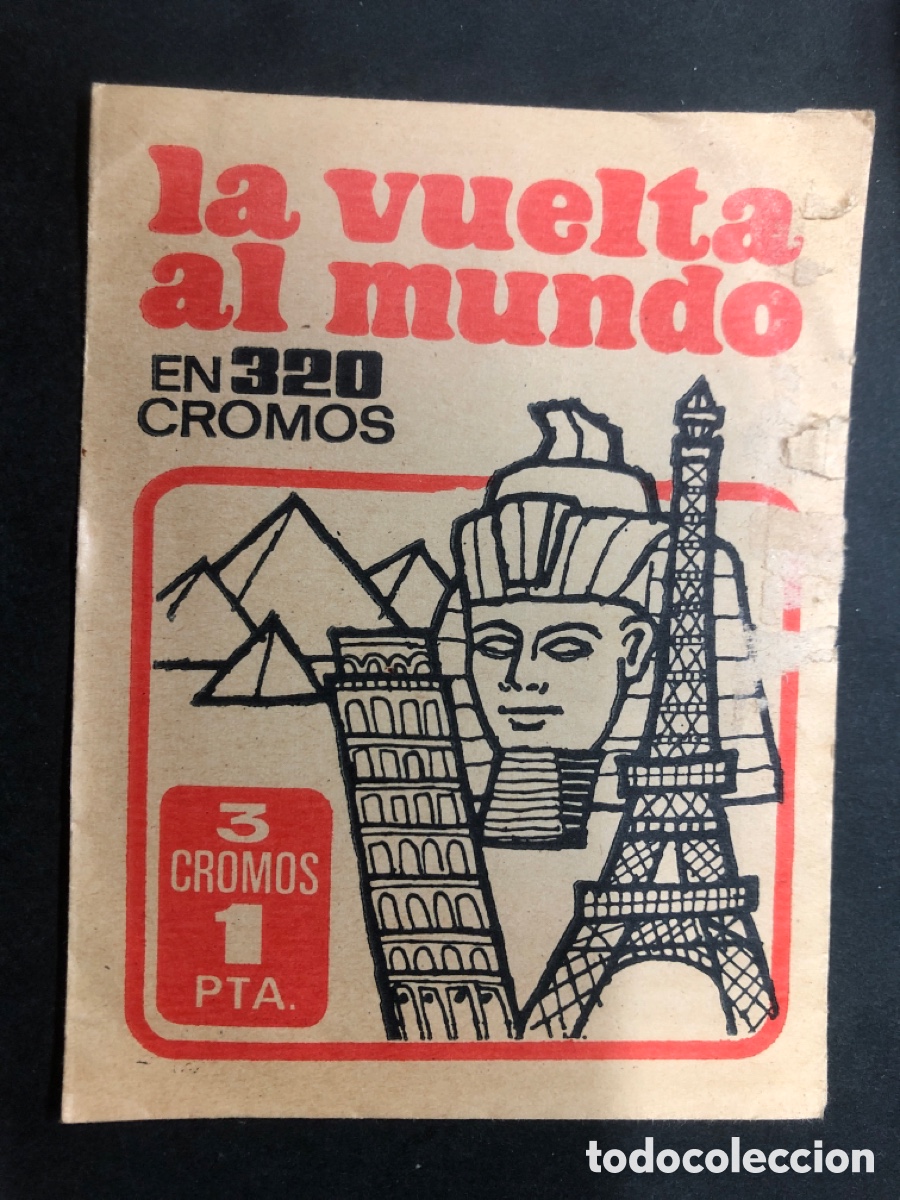 la vuelta
al mundo
EN 320
CROMOS
3
CROMOS
1
PTA.
todocoleccion